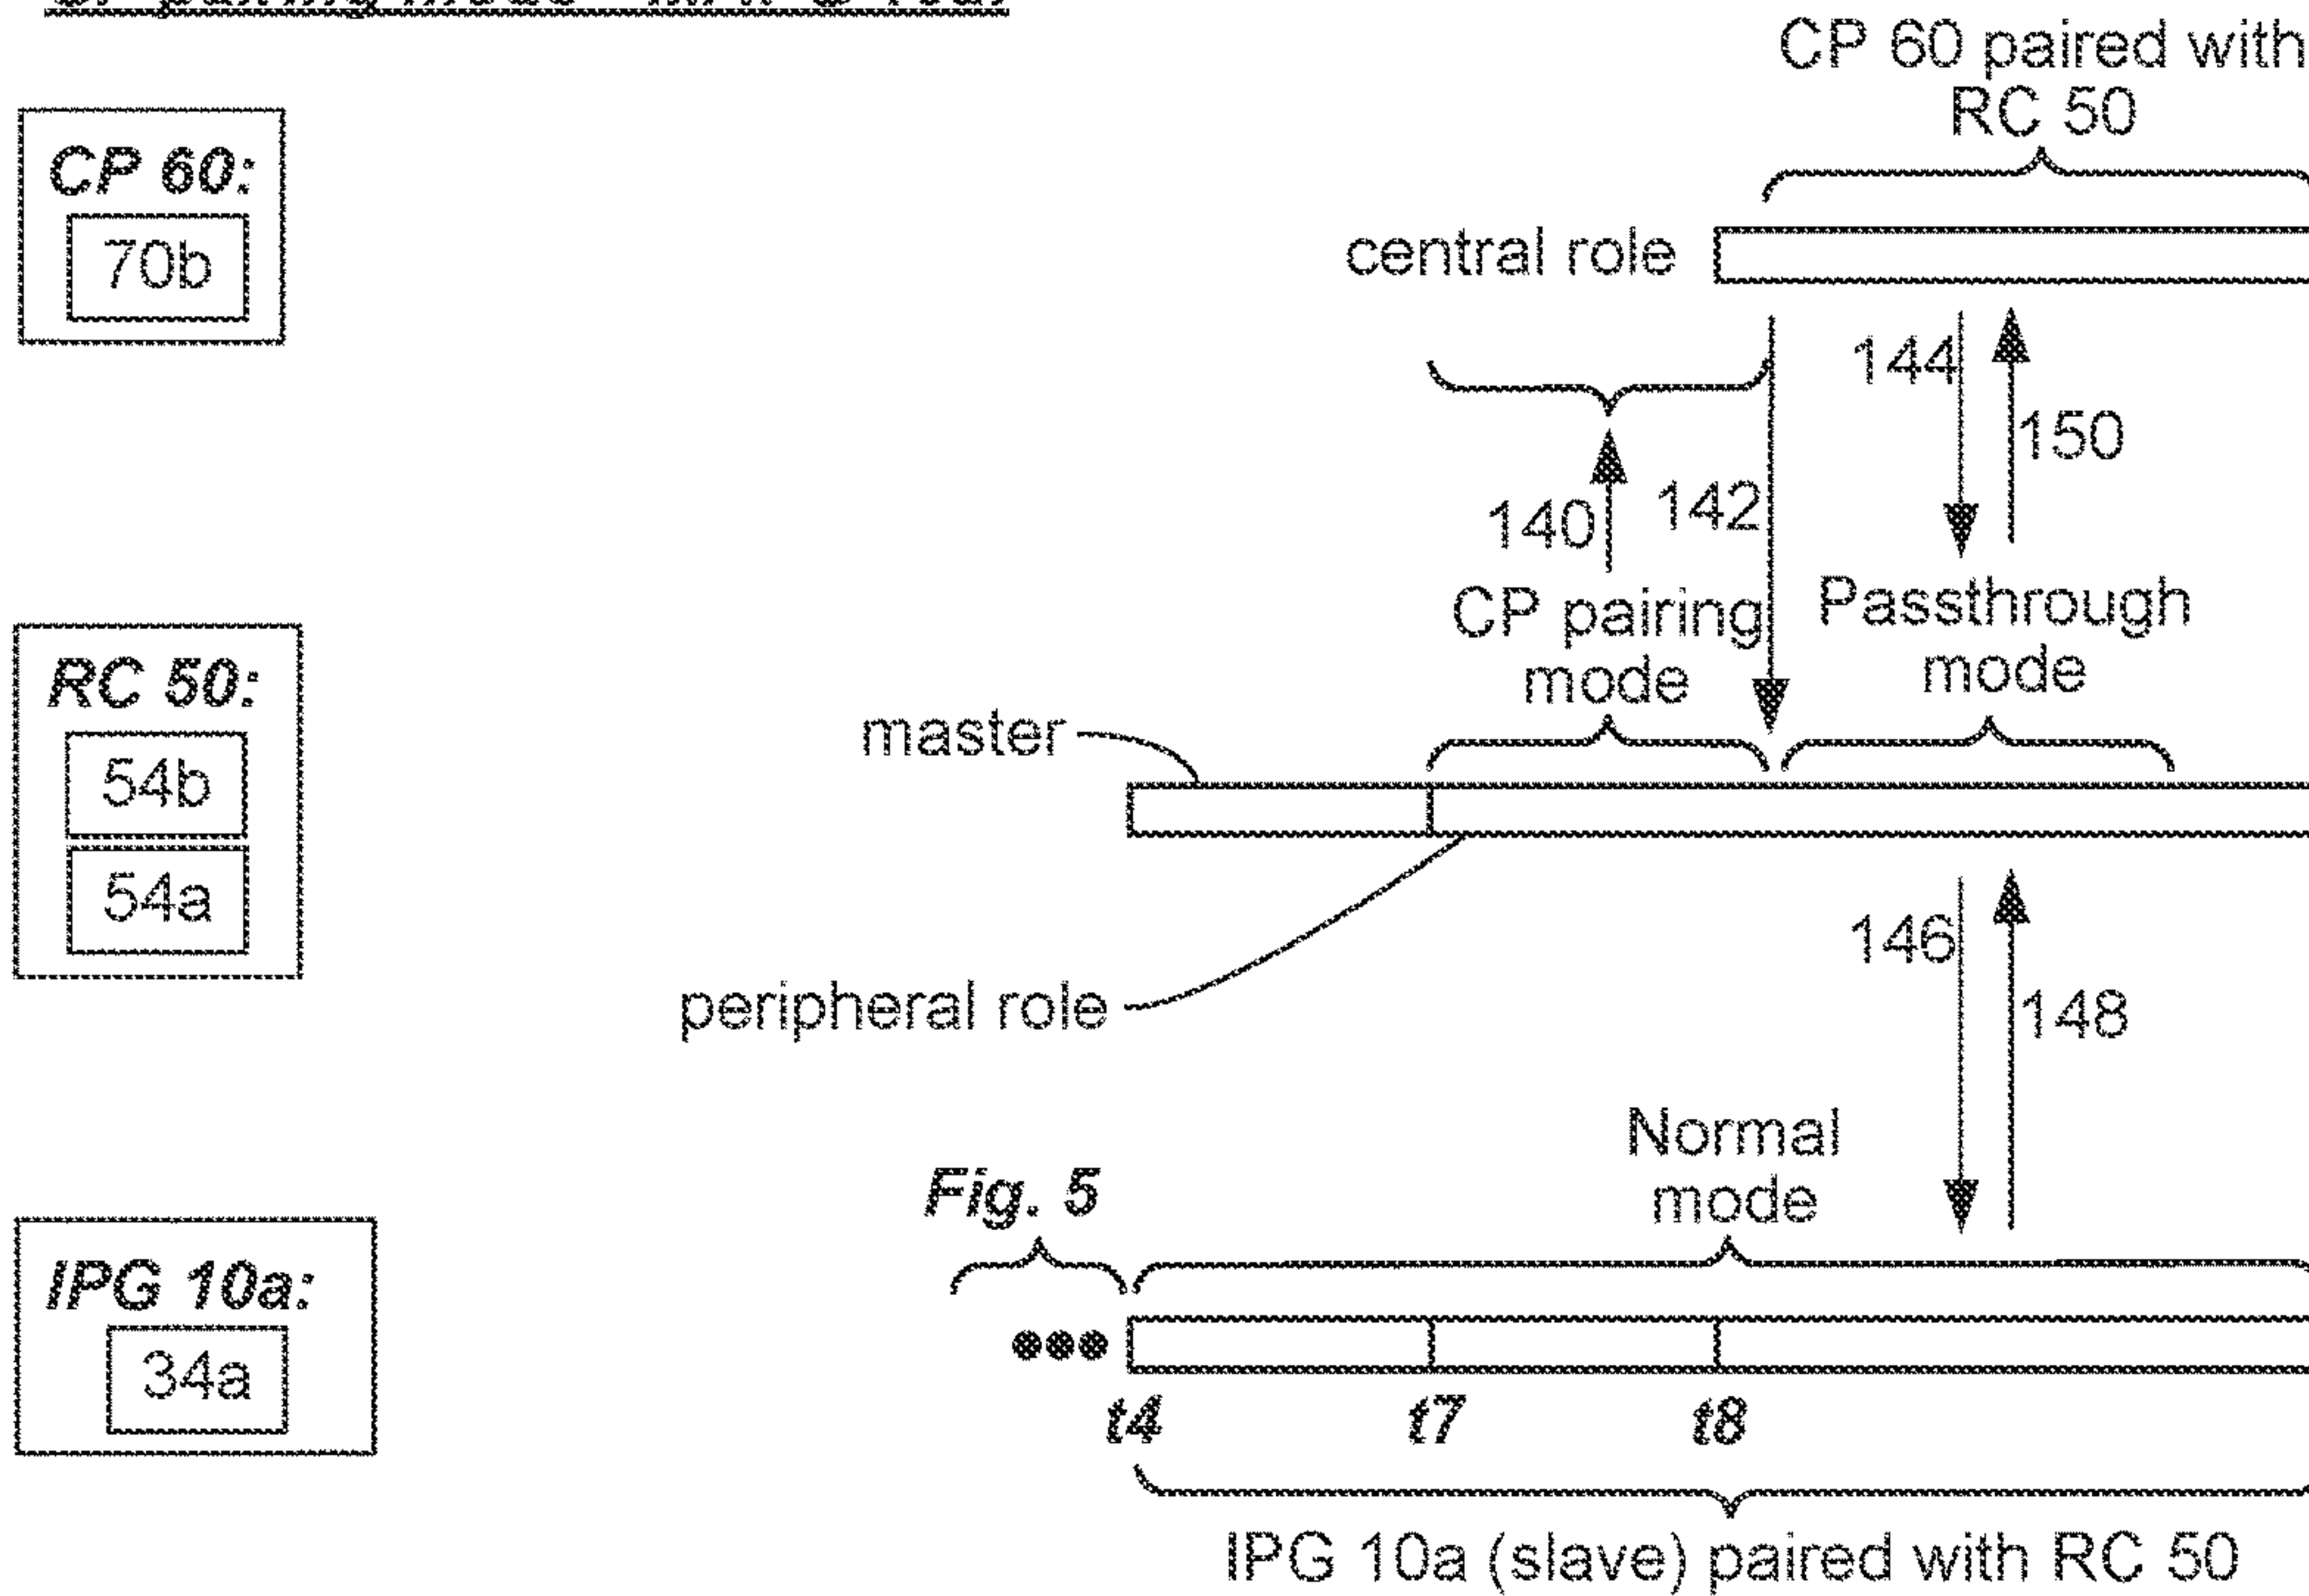 CP 60 paired with
RC 50
CP 60:
70b
central role
144
150
140
142
CP pairing
mode
Passthrough
mode
RC 50:
54b
54a
master
peripheral role
146
148
Normal
mode
Fig. 5
IPG 10a:
34a
t4
t7
t8
IPG 10a (slave) paired with RC 50